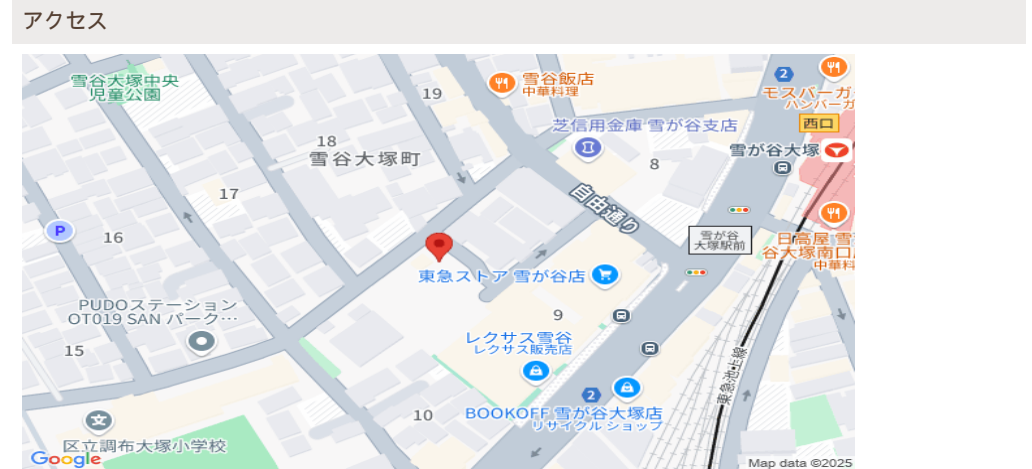 アクセス
雪谷大塚中央
児童公園
19
雪谷飯店
中華料理
2
モスバーガ
ハンバーガ
芝信用金庫 雪が谷支店
西口
18
雪谷大塚町
8
雪が谷大塚
17
自由通り
P
16
雪が谷
大塚駅前
日高屋 雪
谷大塚南口
中華料
東急ストア 雪が谷店
PUDOステーション
OT019 SAN パーク…
9
レクサス雪谷
レクサス販売店
15
東急池上線
2
10
BOOKOFF 雪が谷大塚店
リサイクル ショップ
文
区立調布大塚小学校
Google
Map data ©2025